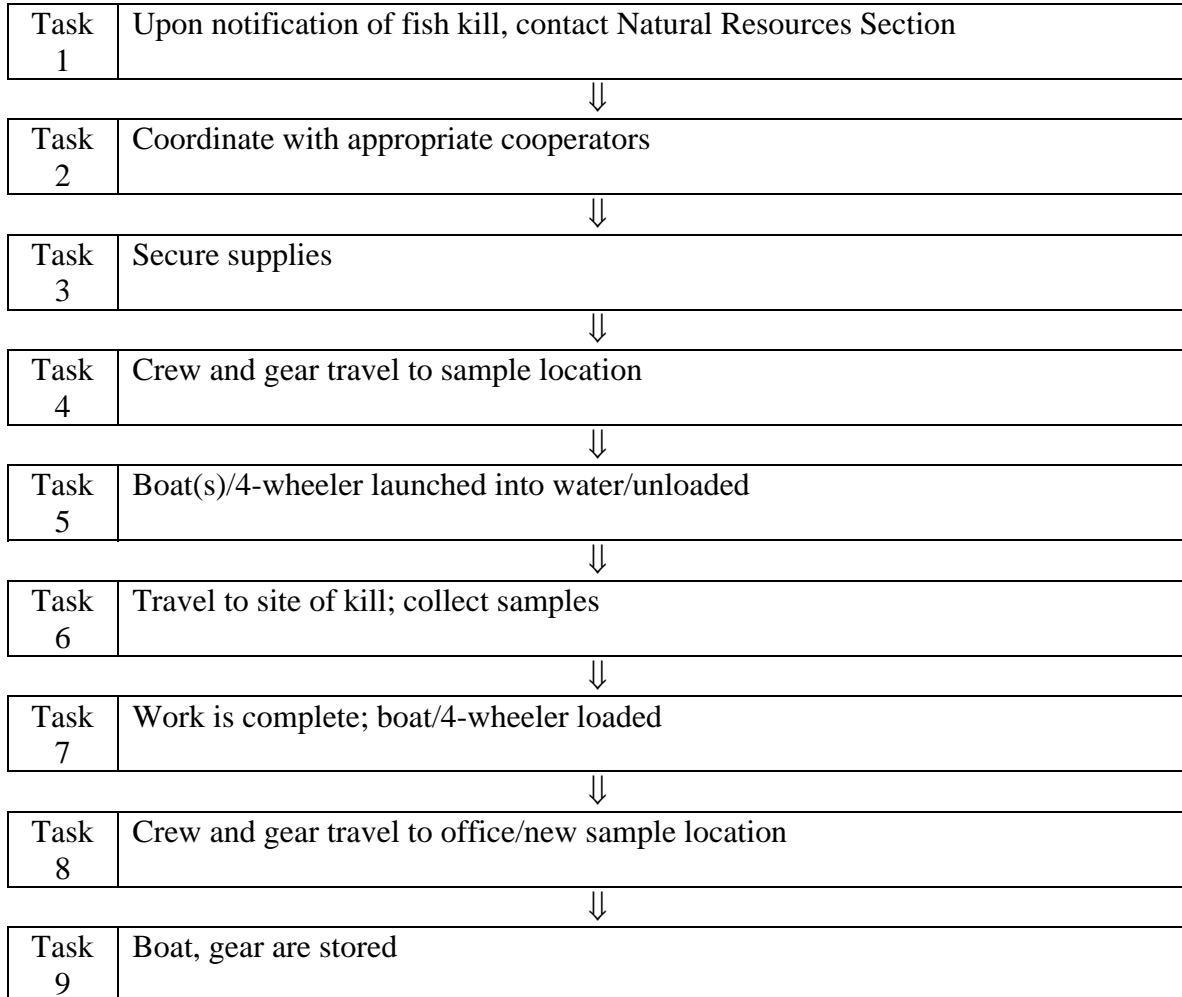 Task Upon notification of fish kill, contact Natural Resources Section
1
⇓
Task Coordinate with appropriate cooperators
2
⇓
Task Secure supplies
3
⇓
Task Crew and gear travel to sample location
4
⇓
Task Boat(s)/4-wheeler launched into water/unloaded
5
⇓
Task Travel to site of kill; collect samples
6
⇓
Task Work is complete; boat/4-wheeler loaded
7
⇓
Task Crew and gear travel to office/new sample location
8
⇓
Task Boat, gear are stored
9